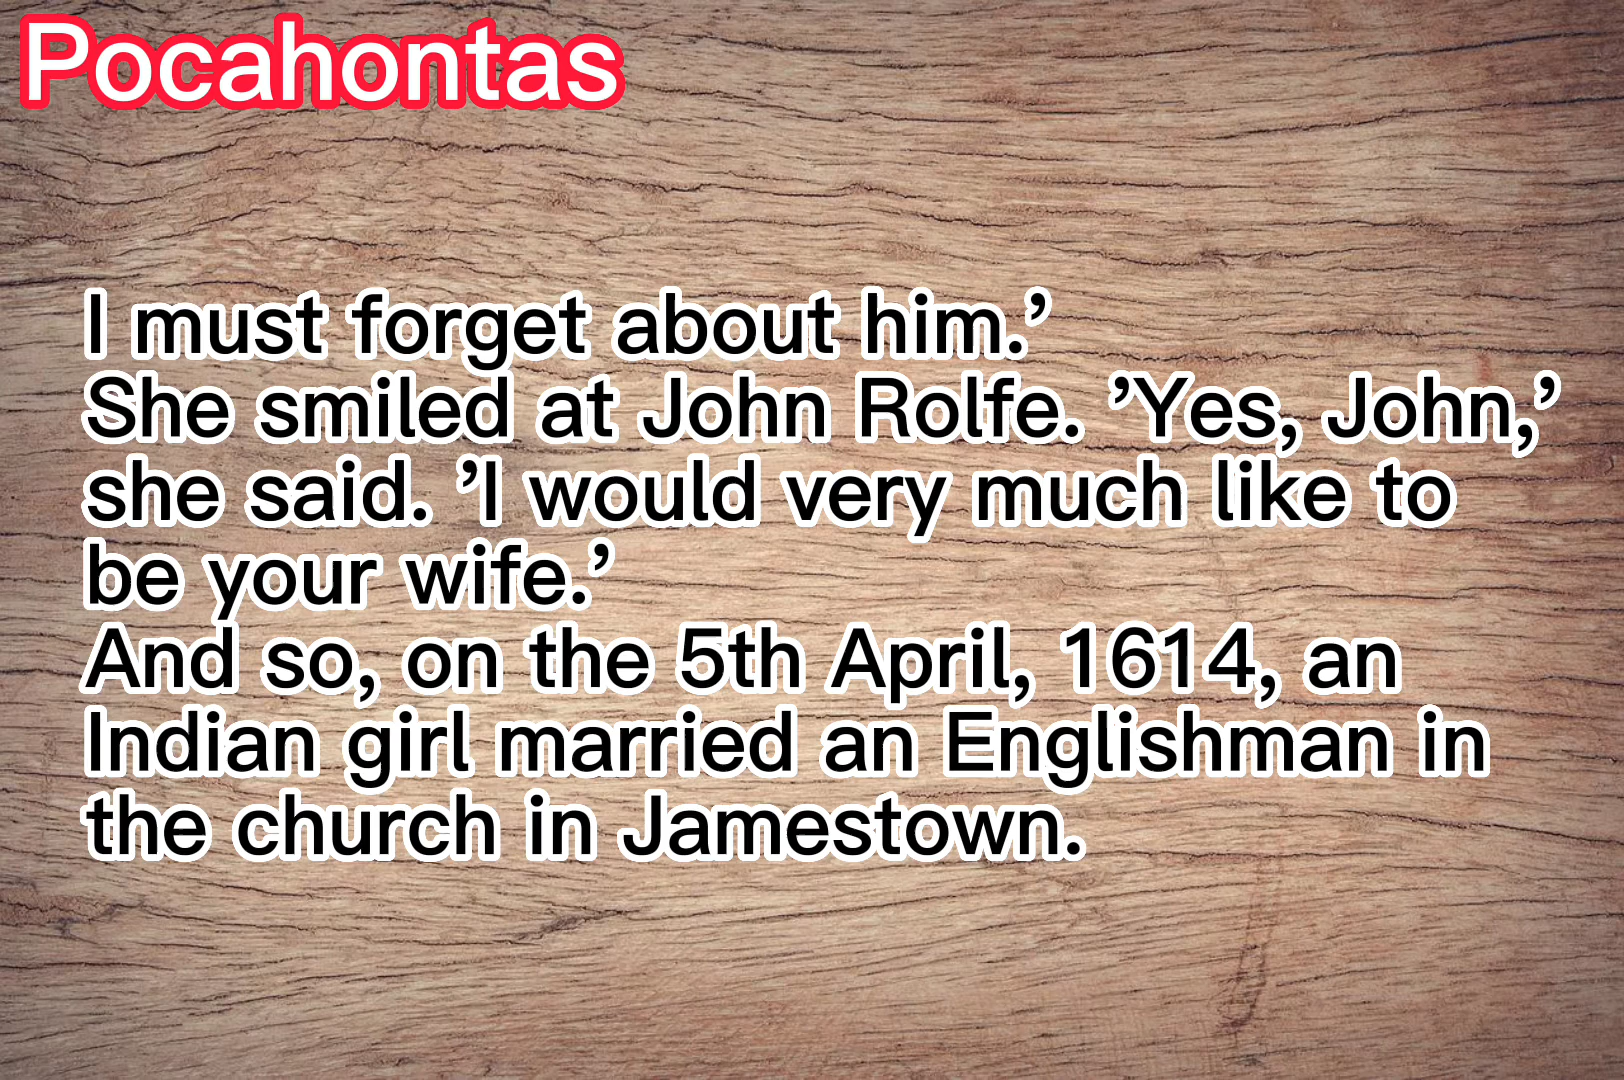 Pocahontas
I must forget about him.’
She smiled at John Rolfe. ’Yes, John,’
she said. ’I would very much like to
be your wife.’
And so, on the 5th April, 1614, an
Indian girl married an Englishman in
the church in Jamestown.